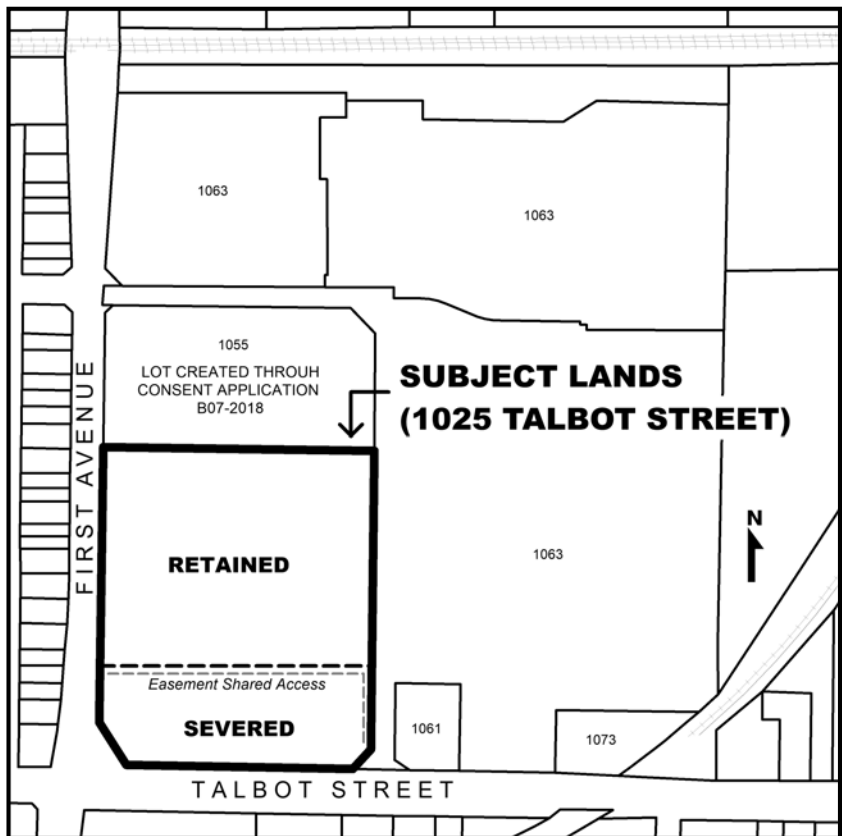 1063
1063
1055
LOT CREATED THROUH
CONSENT APPLICATION
B07-2018
SUBJECT LANDS
(1025 TALBOT STREET)
FIRST AVENUE
N
RETAINED
1063
Easement Shared Access
SEVERED
1061
1073
TALBOT STREET